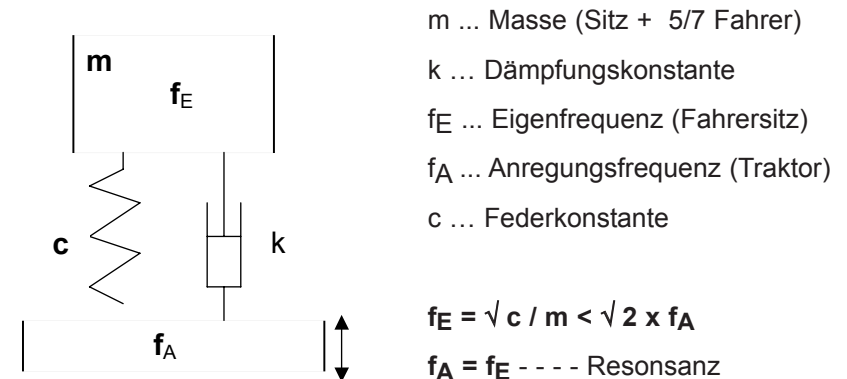 m
f_E
c
k
f_A
m ... Masse (Sitz + 5/7 Fahrer)
k … Dämpfungskonstante
f_E ... Eigenfrequenz (Fahrersitz)
f_A ... Anregungsfrequenz (Traktor)
c … Federkonstante
f_E = √ c / m < √ 2 x f_A
f_A = f_E - - - - Resonsanz